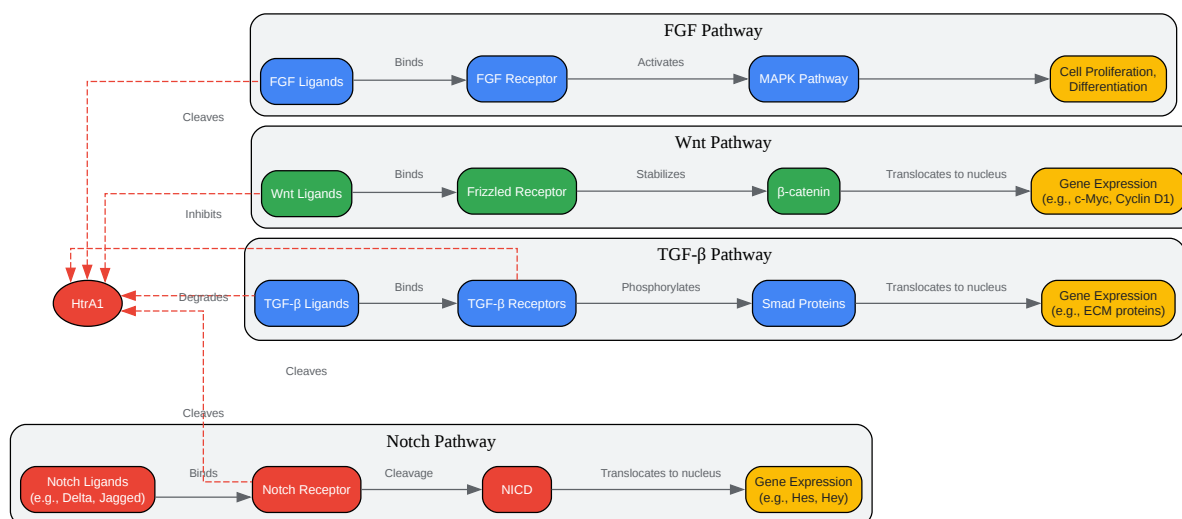 FGF Pathway
FGF Ligands
Binds
FGF Receptor
Activates
MAPK Pathway
Cell Proliferation,
Differentiation
Cleaves
Wnt Pathway
Wnt Ligands
Binds
Frizzled Receptor
Stabilizes
β-catenin
Translocates to nucleus
Gene Expression
(e.g., c-Myc, Cyclin D1)
Inhibits
TGF-β Pathway
HtrA1
Degrades
TGF-β Ligands
Binds
TGF-β Receptors
Phosphorylates
Smad Proteins
Translocates to nucleus
Gene Expression
(e.g., ECM proteins)
Cleaves
Cleaves
Notch Pathway
Notch Ligands
(e.g., Delta, Jagged)
Binds
Notch Receptor
Cleavage
NICD
Translocates to nucleus
Gene Expression
(e.g., Hes, Hey)